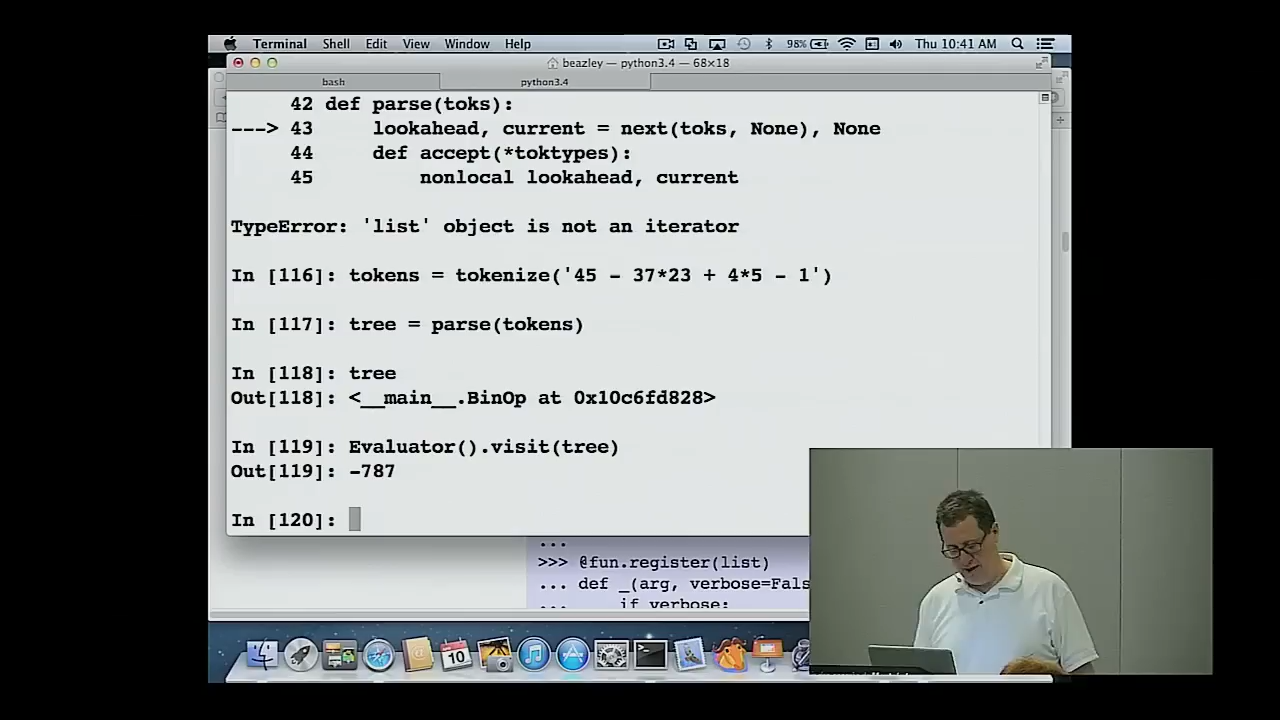 Terminal Shell Edit View Window Help 98% Thu 10:41 AM
beazley — python3.4 — 68×18
bash python3.4
42 def parse(toks):
---> 43     lookahead, current = next(toks, None), None
44     def accept(*toktypes):
45         nonlocal lookahead, current
TypeError: 'list' object is not an iterator
In [116]: tokens = tokenize('45 - 37*23 + 4*5 - 1')
In [117]: tree = parse(tokens)
In [118]: tree
Out[118]: <__main__.BinOp at 0x10c6fd828>
In [119]: Evaluator().visit(tree)
Out[119]: -787
In [120]:
...
>>> @fun.register(list)
... def _(arg, verbose=Fals
... if verbose:
10